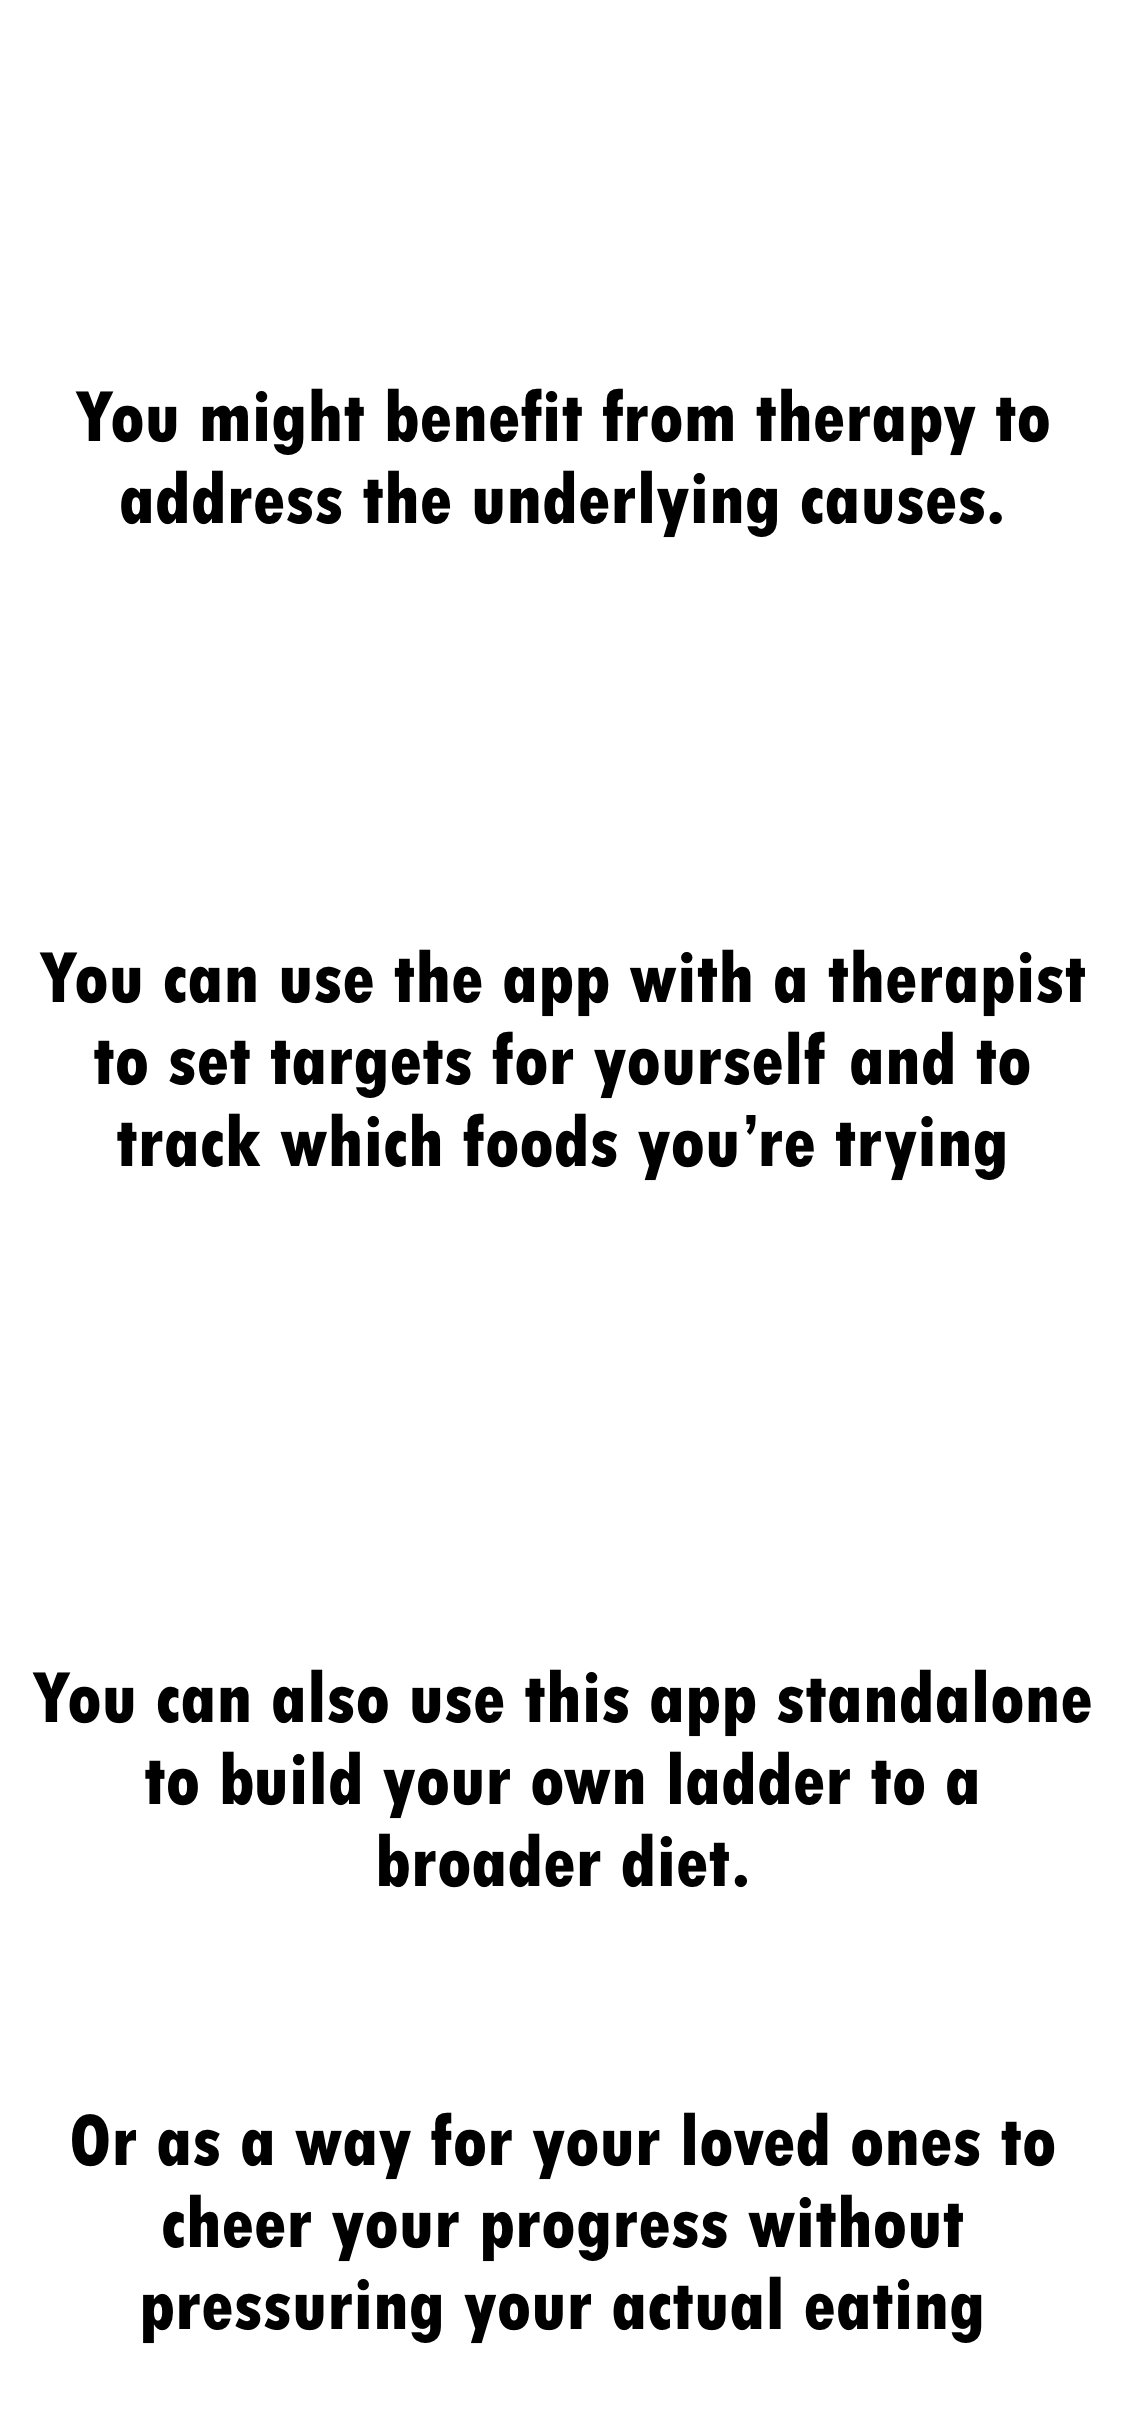 You might benefit from therapy to
address the underlying causes.
You can use the app with a therapist
to set targets for yourself and to
track which foods you’re trying
You can also use this app standalone
to build your own ladder to a
broader diet.
Or as a way for your loved ones to
cheer your progress without
pressuring your actual eating